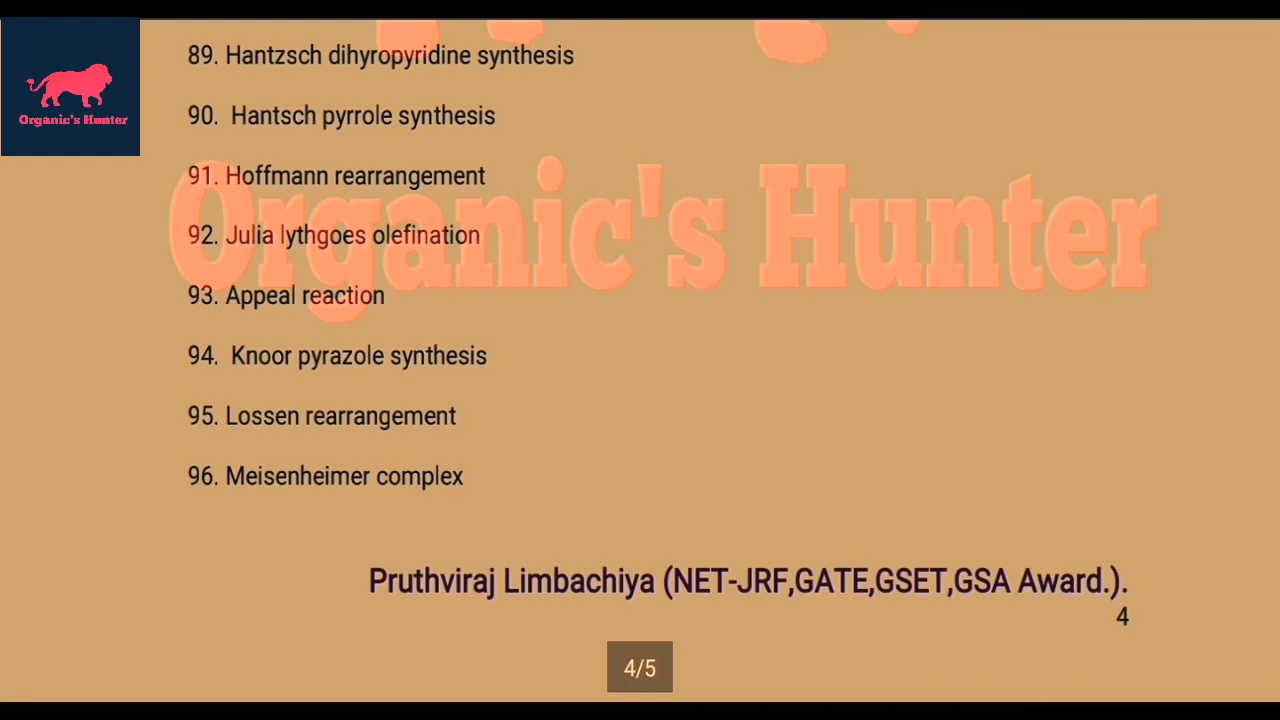 Organic's Hunter
89. Hantzsch dihyropyridine synthesis
90. Hantsch pyrrole synthesis
91. Hoffmann rearrangement
Organic's Hunter
92. Julia lythgoes olefination
93. Appeal reaction
94. Knoor pyrazole synthesis
95. Lossen rearrangement
96. Meisenheimer complex
Pruthviraj Limbachiya (NET-JRF,GATE,GSET,GSA Award.).
4
4/5